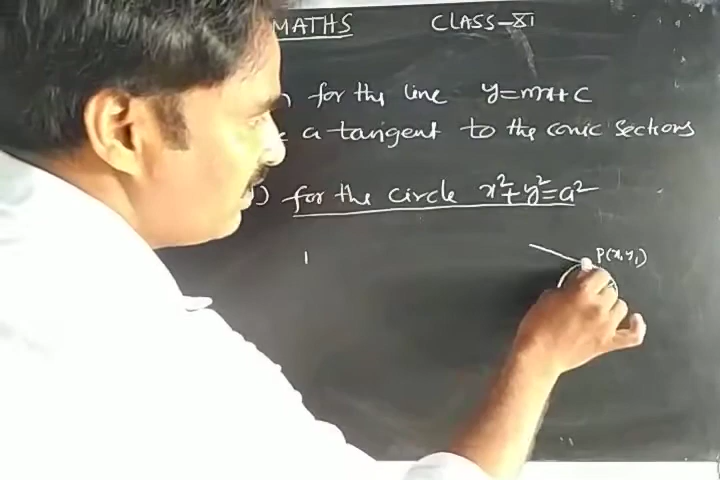 MATHS CLASS-XI
for the line y=mx+c
a tangent to the conic sections
) for the circle x²+y²=a²
P(x,y₁)